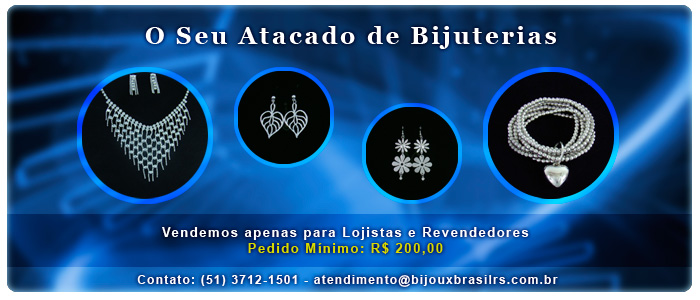 O Seu Atacado de Bijuterias
Vendemos apenas para Lojistas e Revendedores
Pedido Mínimo: R$ 200,00
Contato: (51) 3712-1501 - atendimento@bijouxbrasilrs.com.br